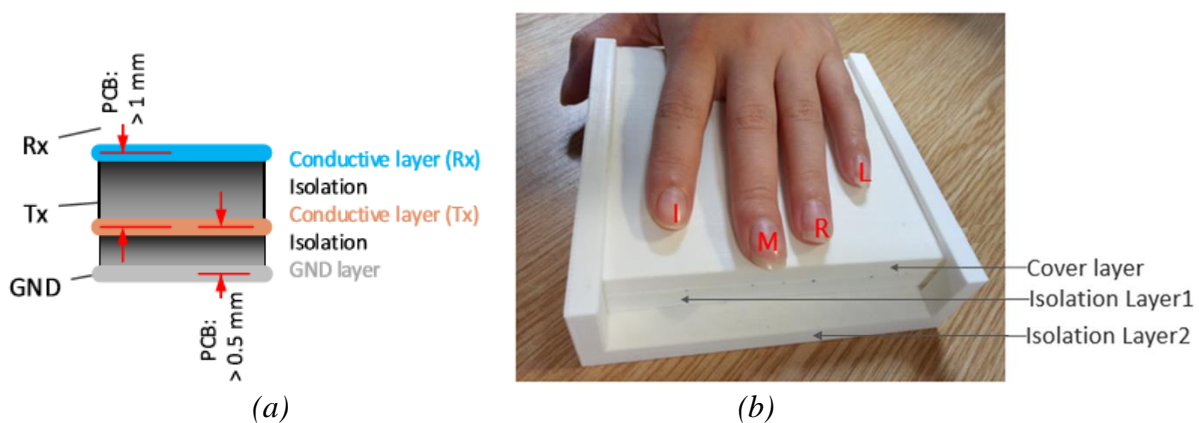 PCB:
> 1 mm
Rx
Tx
GND
Conductive layer (Rx)
Isolation
Conductive layer (Tx)
Isolation
GND layer
PCB:
> 0.5 mm
(a)
I
M
R
L
Cover layer
Isolation Layer1
Isolation Layer2
(b)